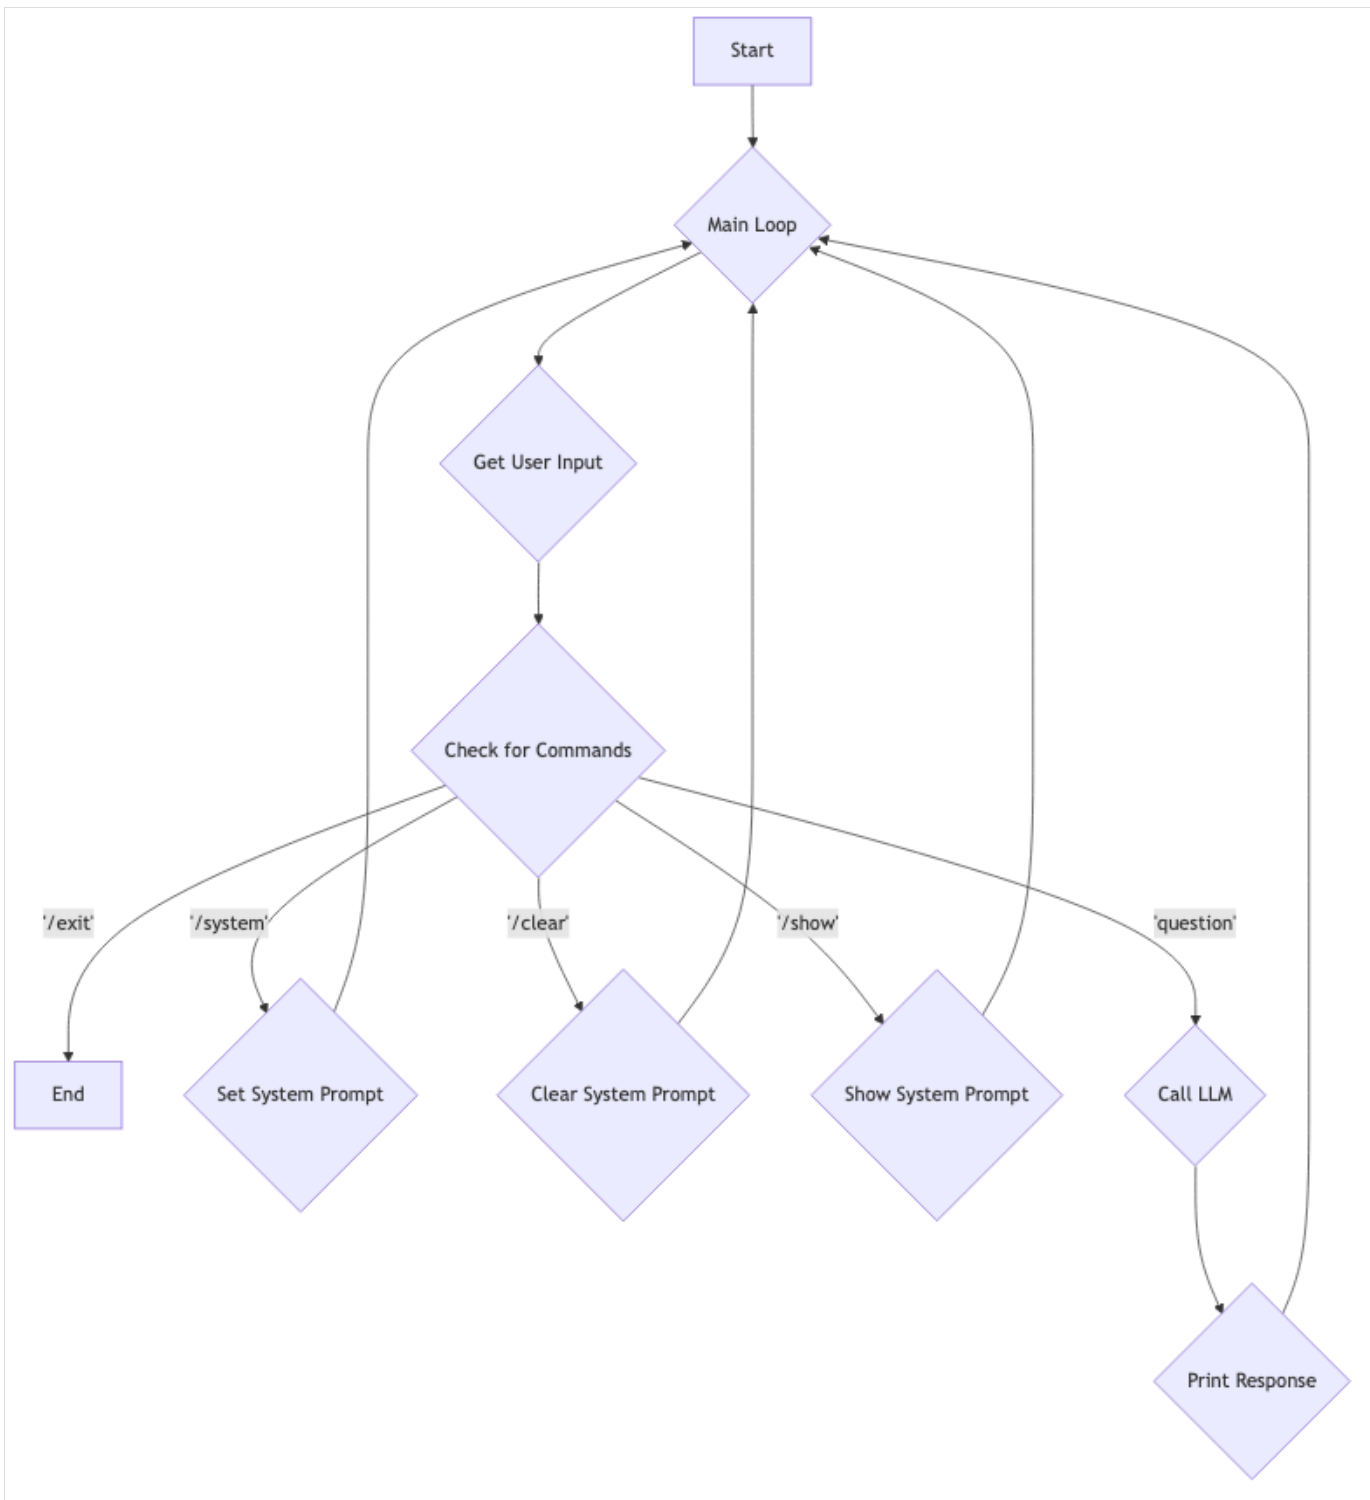 Start
Main Loop
Get User Input
Check for Commands
'/exit'
'/system'
'/clear'
'/show'
'question'
End
Set System Prompt
Clear System Prompt
Show System Prompt
Call LLM
Print Response